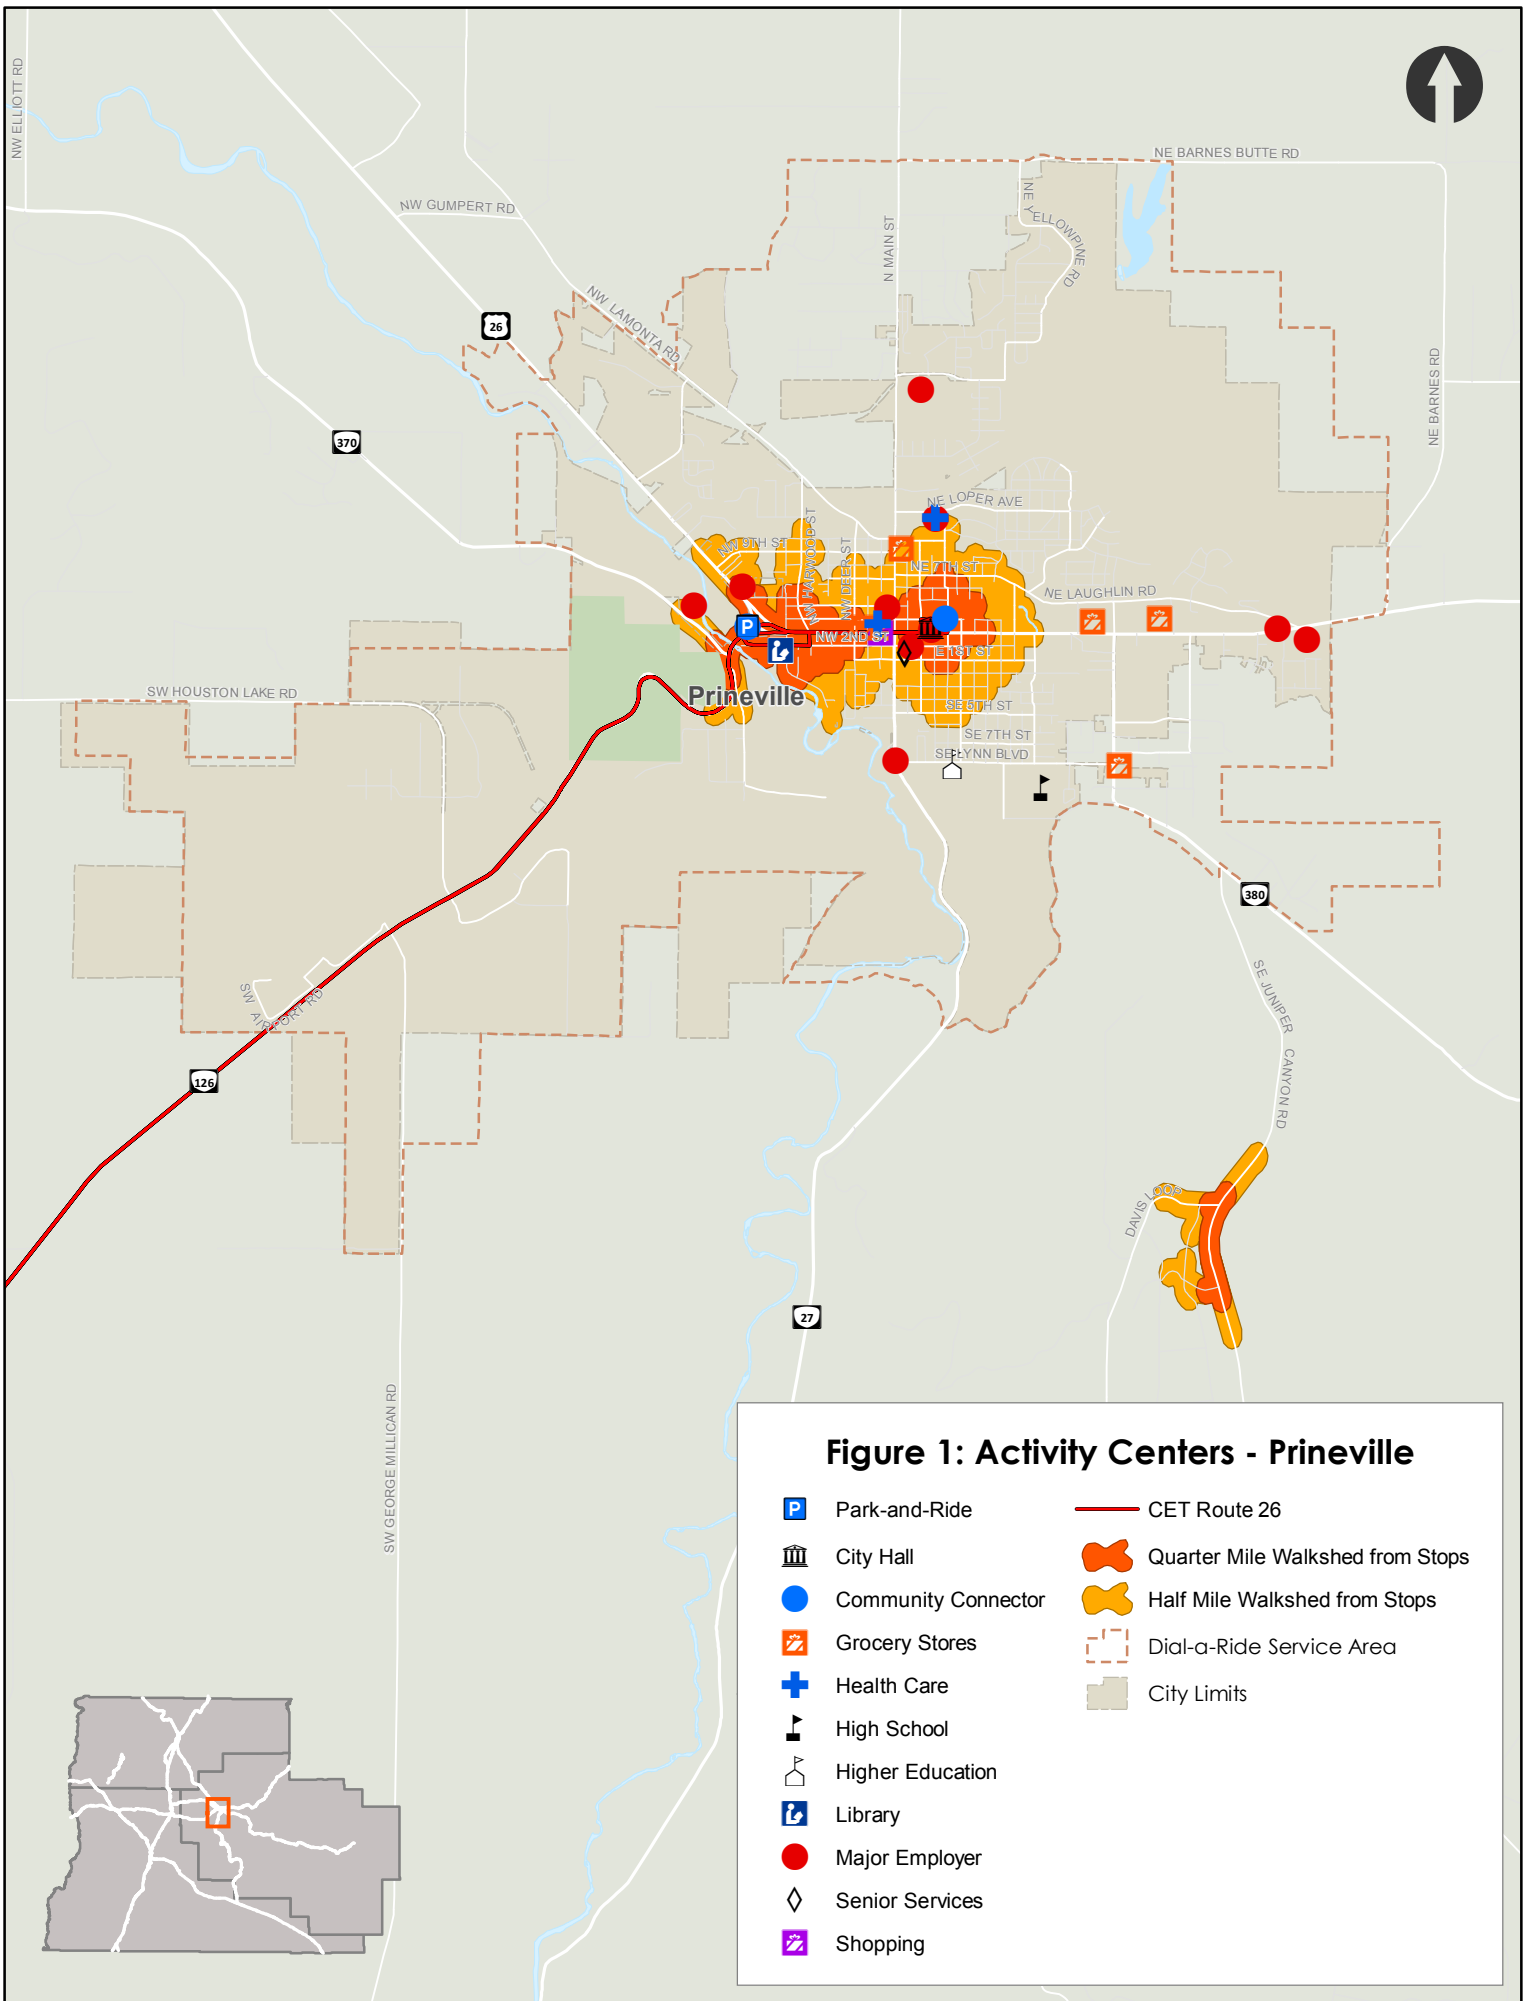 NW ELLIOTT RD
NE BARNES BUTTE RD
NW GUMPERT RD
NE YELLOWPINE RD
N MAIN ST
NW LAMONTA RD
26
NE BARNES RD
370
NE LOPER AVE
NW HARWOOD ST
NW DEER ST
NW 9TH ST
NE 7TH ST
NE LAUGHLIN RD
P
NW 2ND ST
E 1ST ST
SW HOUSTON LAKE RD
Prineville
SE 5TH ST
SE 7TH ST
SE LYNN BLVD
380
SW AIRPORT RD
SE JUNIPER CANYON RD
126
DAVIS LOOP
27
SW GEORGE MILLICAN RD
Figure 1: Activity Centers - Prineville
P Park-and-Ride
City Hall
Community Connector
Grocery Stores
Health Care
High School
Higher Education
Library
Major Employer
Senior Services
Shopping
CET Route 26
Quarter Mile Walkshed from Stops
Half Mile Walkshed from Stops
Dial-a-Ride Service Area
City Limits